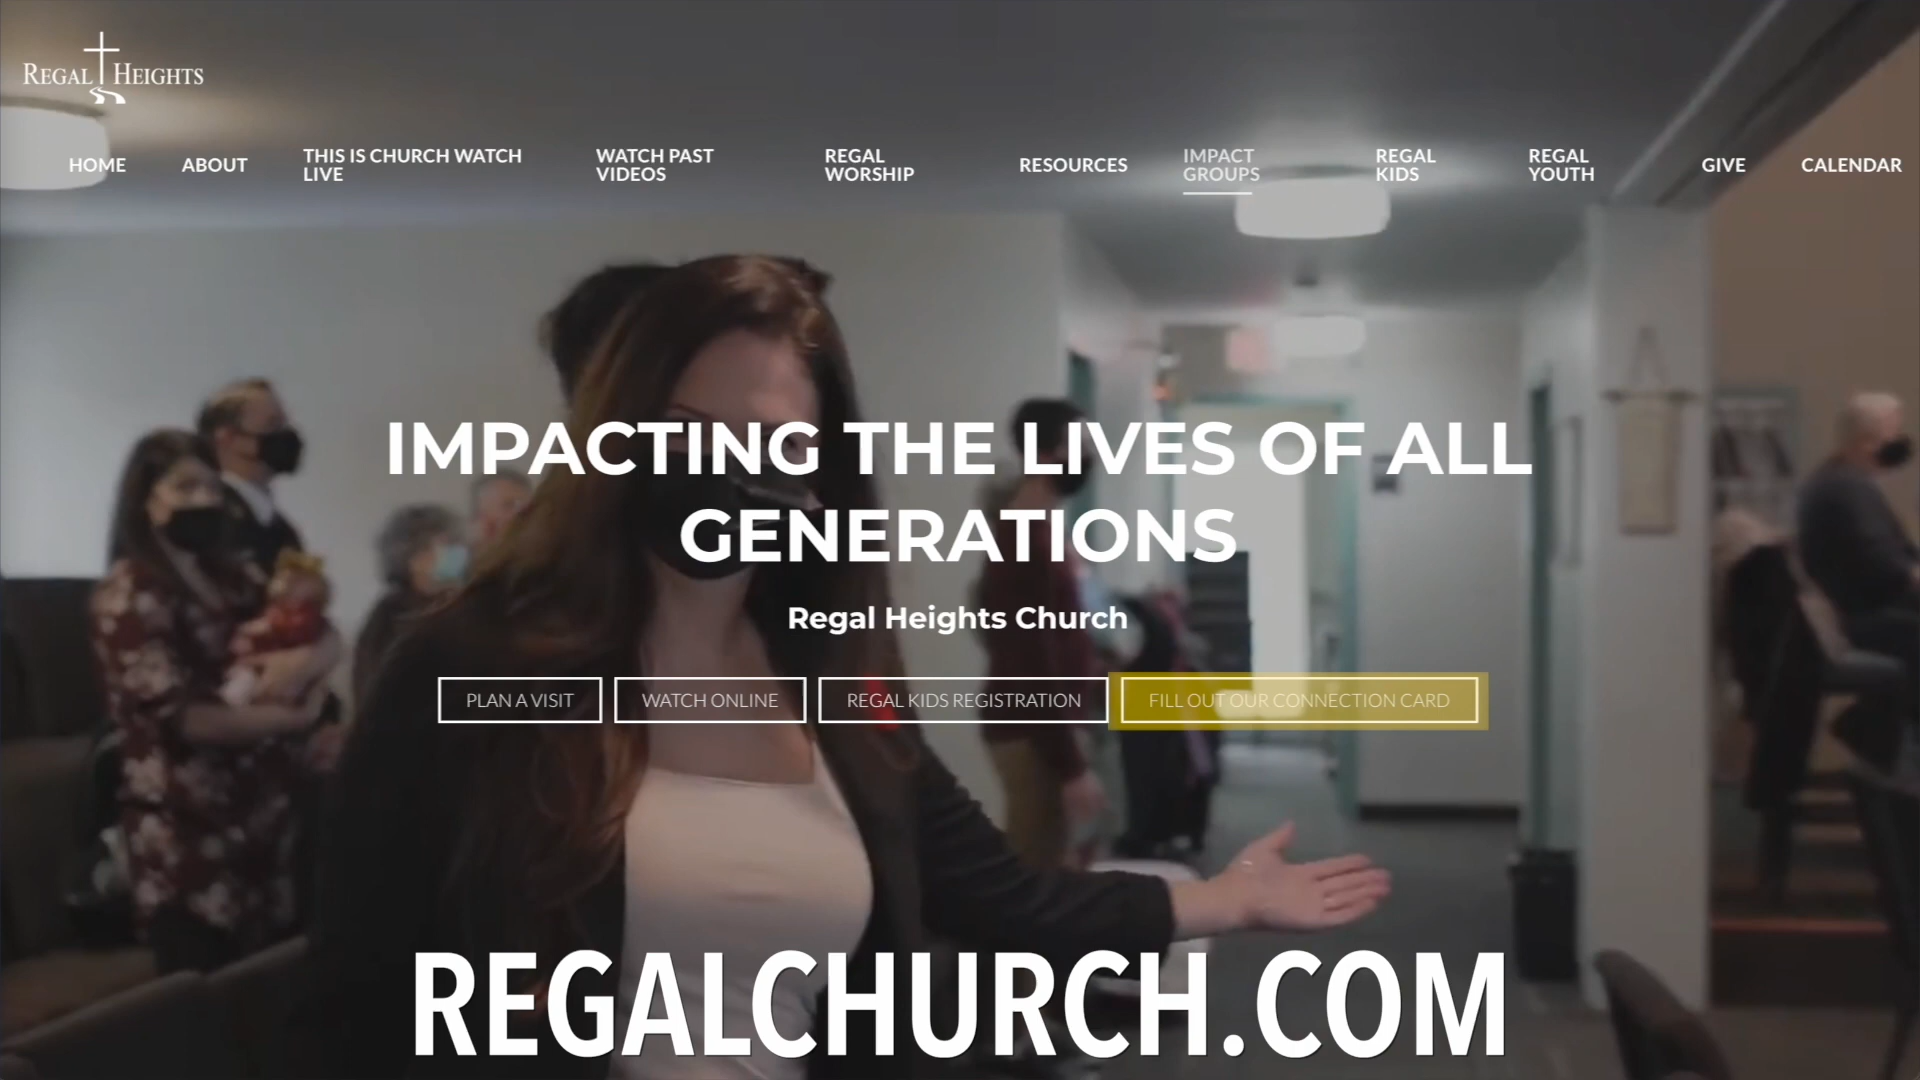 REGAL HEIGHTS
HOME
ABOUT
THIS IS CHURCH WATCH
LIVE
WATCH PAST
VIDEOS
REGAL
WORSHIP
RESOURCES
IMPACT
GROUPS
REGAL
KIDS
REGAL
YOUTH
GIVE
CALENDAR
IMPACTING THE LIVES OF ALL
GENERATIONS
Regal Heights Church
PLAN A VISIT
WATCH ONLINE
REGAL KIDS REGISTRATION
FILL OUT OUR CONNECTION CARD
REGALCHURCH.COM